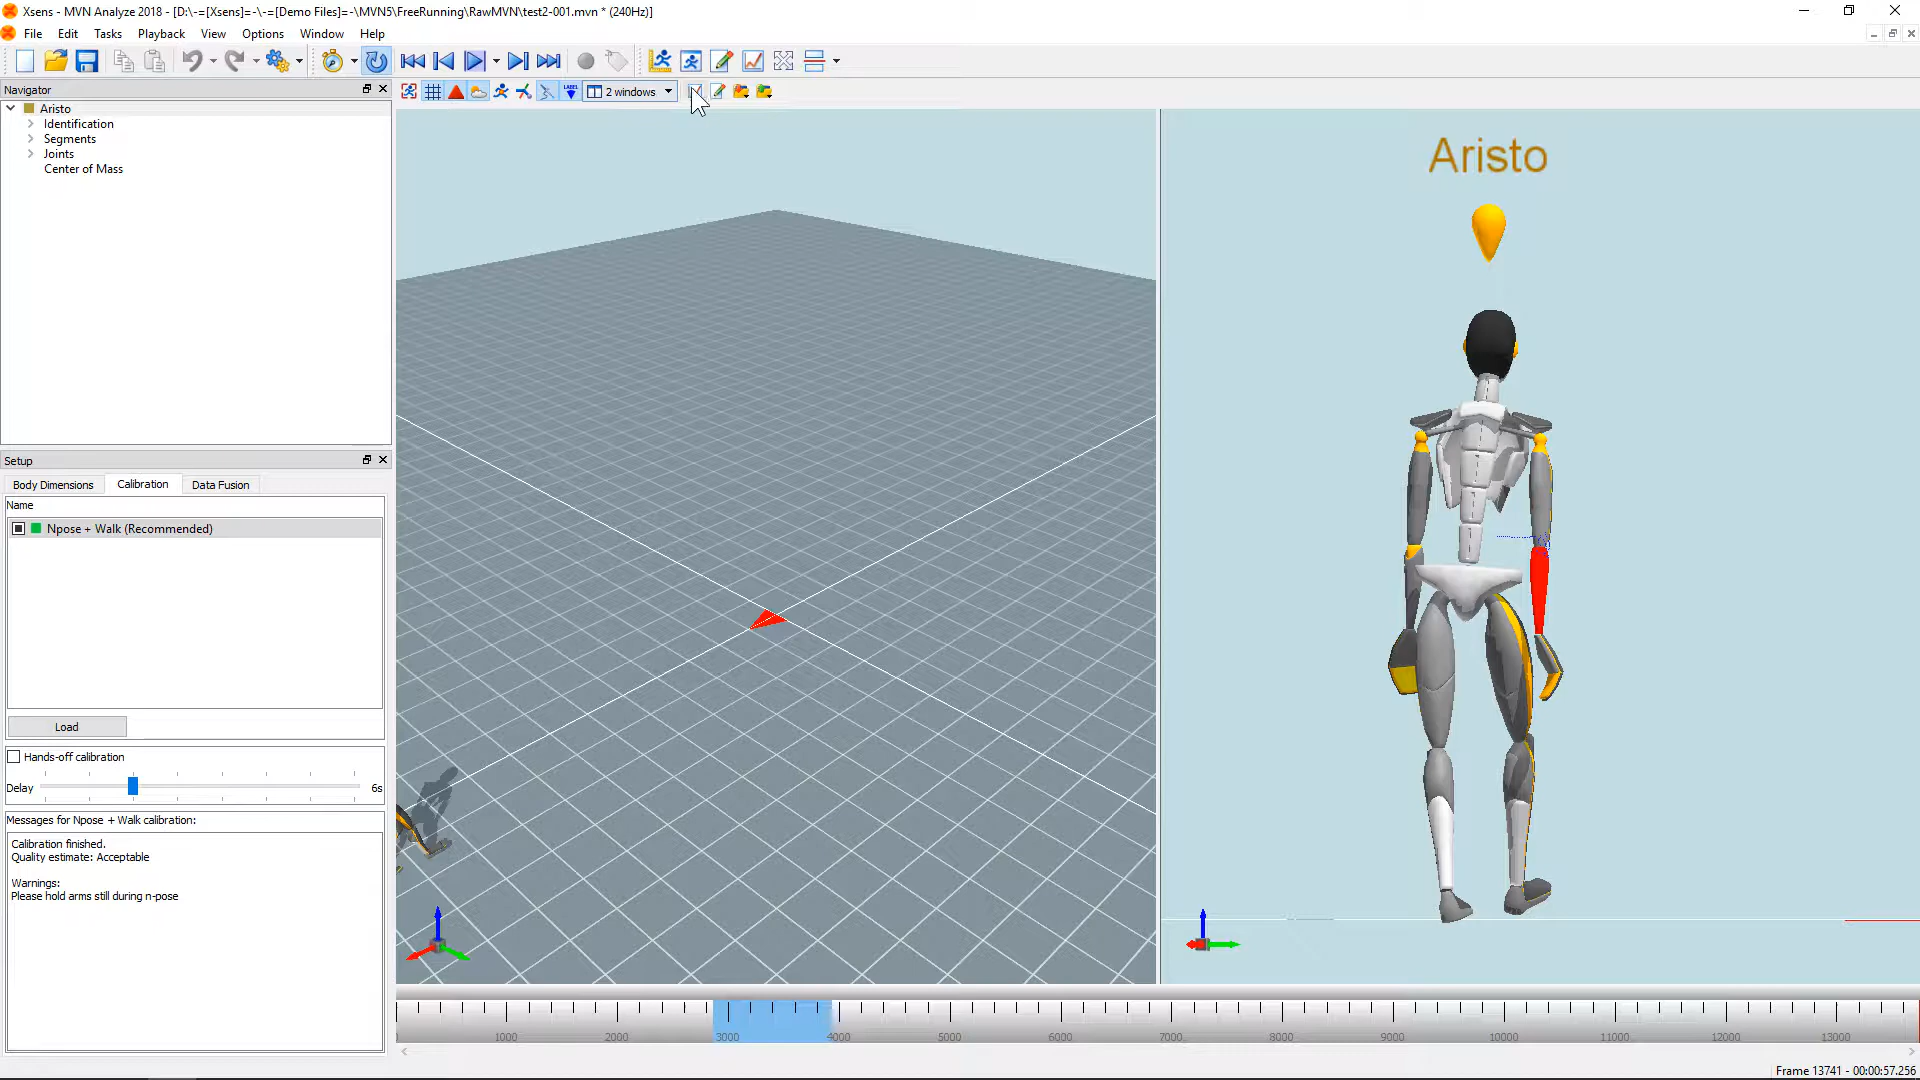 Xsens - MVN Analyze 2018 - [D:\-=[Xsens]=-\-=[Demo Files]=-\MVN5\FreeRunning\RawMVN\test2-001.mvn * (240Hz)]
File Edit Tasks Playback View Options Window Help
LABEL
2 windows
Navigator
Aristo
Identification
Segments
Joints
Center of Mass
Aristo
Setup
Body Dimensions Calibration Data Fusion
Name
Npose + Walk (Recommended)
Load
Hands-off calibration
Delay 6s
Messages for Npose + Walk calibration:
Calibration finished.
Quality estimate: Acceptable
Warnings:
Please hold arms still during n-pose
1000 2000 3000 4000 5000 6000 7000 8000 9000 10000 11000 12000 13000
Frame 13741 - 00:00:57.256